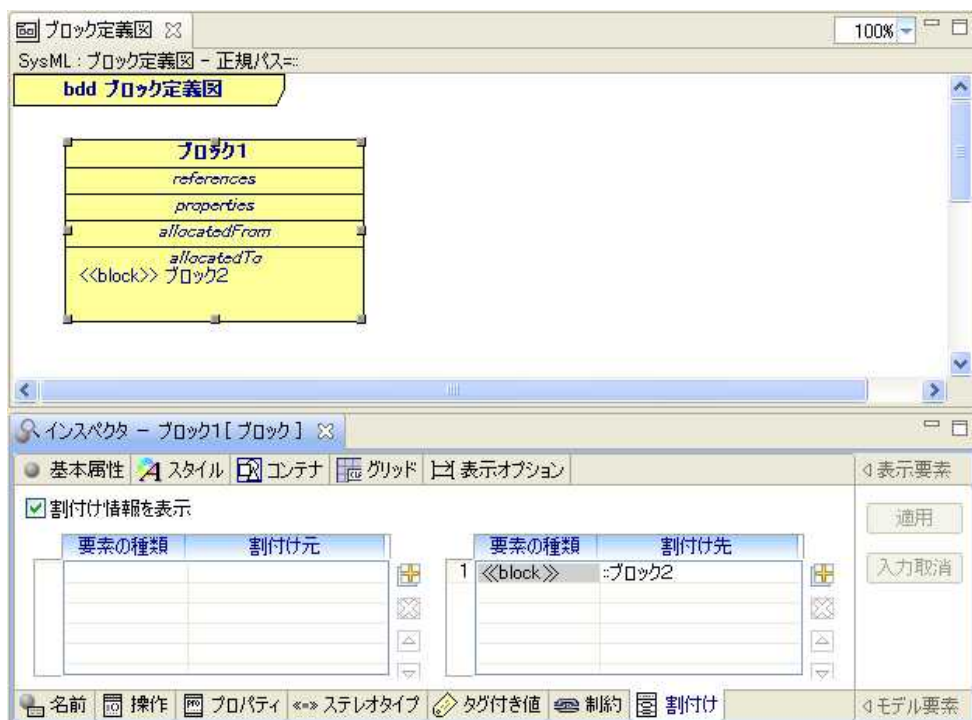 ブロック定義図
100%
SysML : ブロック定義図 - 正規パス=::
bdd ブロック定義図
ブロック1
references
properties
allocatedFrom
allocatedTo
<<block>> ブロック2
インスペクタ - ブロック1[ ブロック ]
基本属性 スタイル コンテナ グリッド 表示オプション
表示要素
割付け情報を表示
適用
入力取消
要素の種類 割付け元
要素の種類 割付け先
1 ≪block≫ ::ブロック2
名前 操作 プロパティ ステレオタイプ タグ付き値 制約 割付け
モデル要素